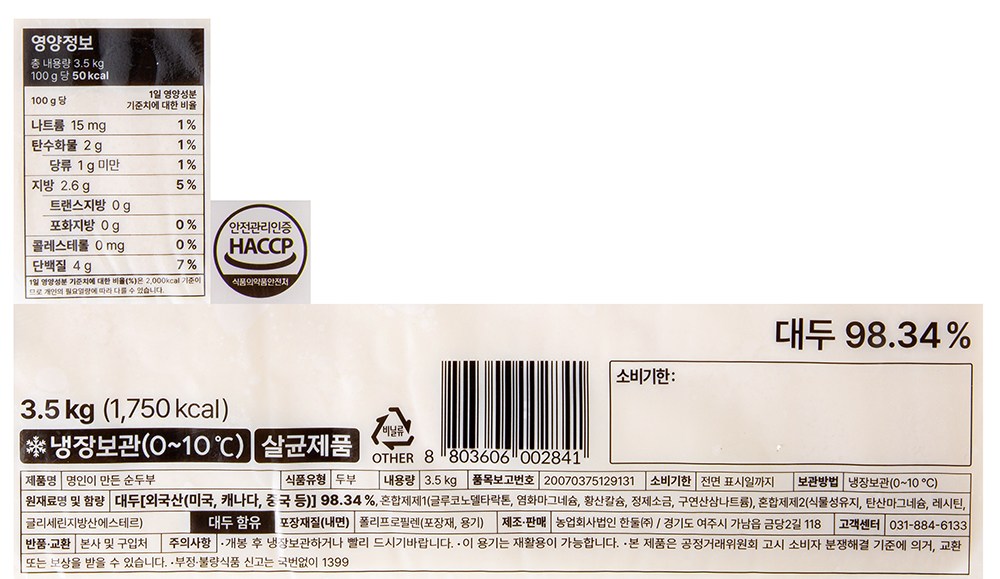 영양정보
총 내용량 3.5 kg
100 g 당 50 kcal
100 g 당 1일 영양성분 기준치에 대한 비율
나트륨 15 mg 1 %
탄수화물 2 g 1 %
당류 1 g 미만 1 %
지방 2.6 g 5 %
트랜스지방 0 g
포화지방 0 g 0 %
콜레스테롤 0 mg 0 %
단백질 4 g 7 %
1일 영양성분 기준치에 대한 비율(%)은 2,000kcal 기준이
므로 개인의 필요열량에 따라 다를 수 있습니다.
안전관리인증
HACCP
식품의약품안전처
대두 98.34 %
소비기한:
3.5 kg (1,750 kcal)
냉장보관(0~10 ℃) 살균제품
비닐류
OTHER
8 803606 002841
제품명 명인이 만든 순두부 식품유형 두부 내용량 3.5 kg 품목보고번호 20070375129131 소비기한 전면 표시일까지 보관방법 냉장보관(0~10 ℃)
원재료명 및 함량 대두[외국산(미국, 캐나다, 중국 등)] 98.34 %, 혼합제제1(글루코노델타락톤, 염화마그네슘, 황산칼슘, 정제소금, 구연산삼나트륨), 혼합제제2(식물성유지, 탄산마그네슘, 레시틴,
글리세린지방산에스테르) 대두 함유 포장재질(내면) 폴리프로필렌(포장재, 용기) 제조·판매 농업회사법인 한둘㈜ / 경기도 여주시 가남읍 금당2길 118 고객센터 031-884-6133
반품·교환 본사 및 구입처 주의사항 ·개봉 후 냉장보관하거나 빨리 드시기바랍니다. ·이 용기는 재활용이 가능합니다. ·본 제품은 공정거래위원회 고시 소비자 분쟁해결 기준에 의거, 교환
또는 보상을 받을 수 있습니다. ·부정·불량식품 신고는 국번없이 1399